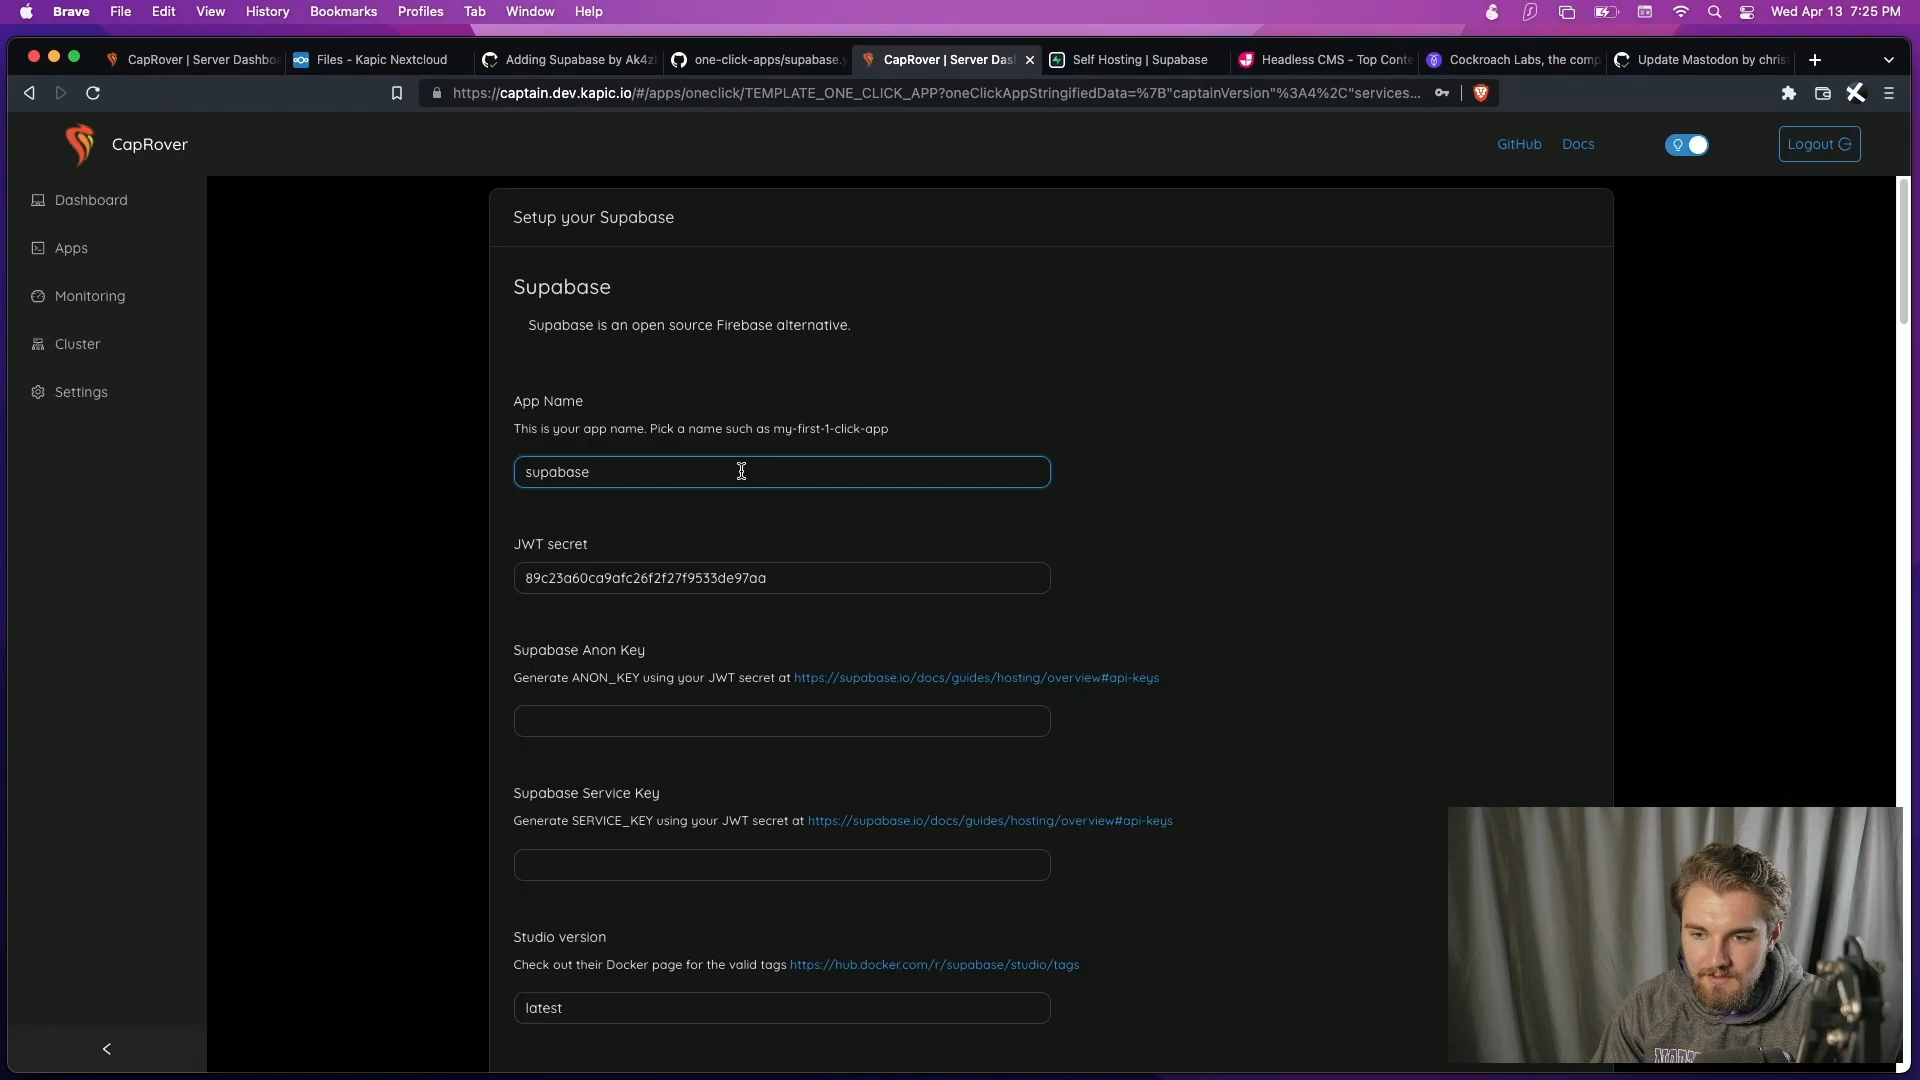 Brave File Edit View History Bookmarks Profiles Tab Window Help Wed Apr 13 7:25 PM
CapRover | Server Dashbo Files - Kapic Nextcloud Adding Supabase by Ak4z one-click-apps/supabase. CapRover | Server Das Self Hosting | Supabase Headless CMS - Top Conte Cockroach Labs, the comp Update Mastodon by chris
https://captain.dev.kapic.io/#/apps/oneclick/TEMPLATE_ONE_CLICK_APP?oneClickAppStringifiedData=%7B"captainVersion"%3A4%2C"services...
CapRover GitHub Docs Logout
Dashboard
Apps
Monitoring
Cluster
Settings
Setup your Supabase
Supabase
Supabase is an open source Firebase alternative.
App Name
This is your app name. Pick a name such as my-first-1-click-app
supabase
JWT secret
89c23a60ca9afc26f2f27f9533de97aa
Supabase Anon Key
Generate ANON_KEY using your JWT secret at https://supabase.io/docs/guides/hosting/overview#api-keys
Supabase Service Key
Generate SERVICE_KEY using your JWT secret at https://supabase.io/docs/guides/hosting/overview#api-keys
Studio version
Check out their Docker page for the valid tags https://hub.docker.com/r/supabase/studio/tags
latest